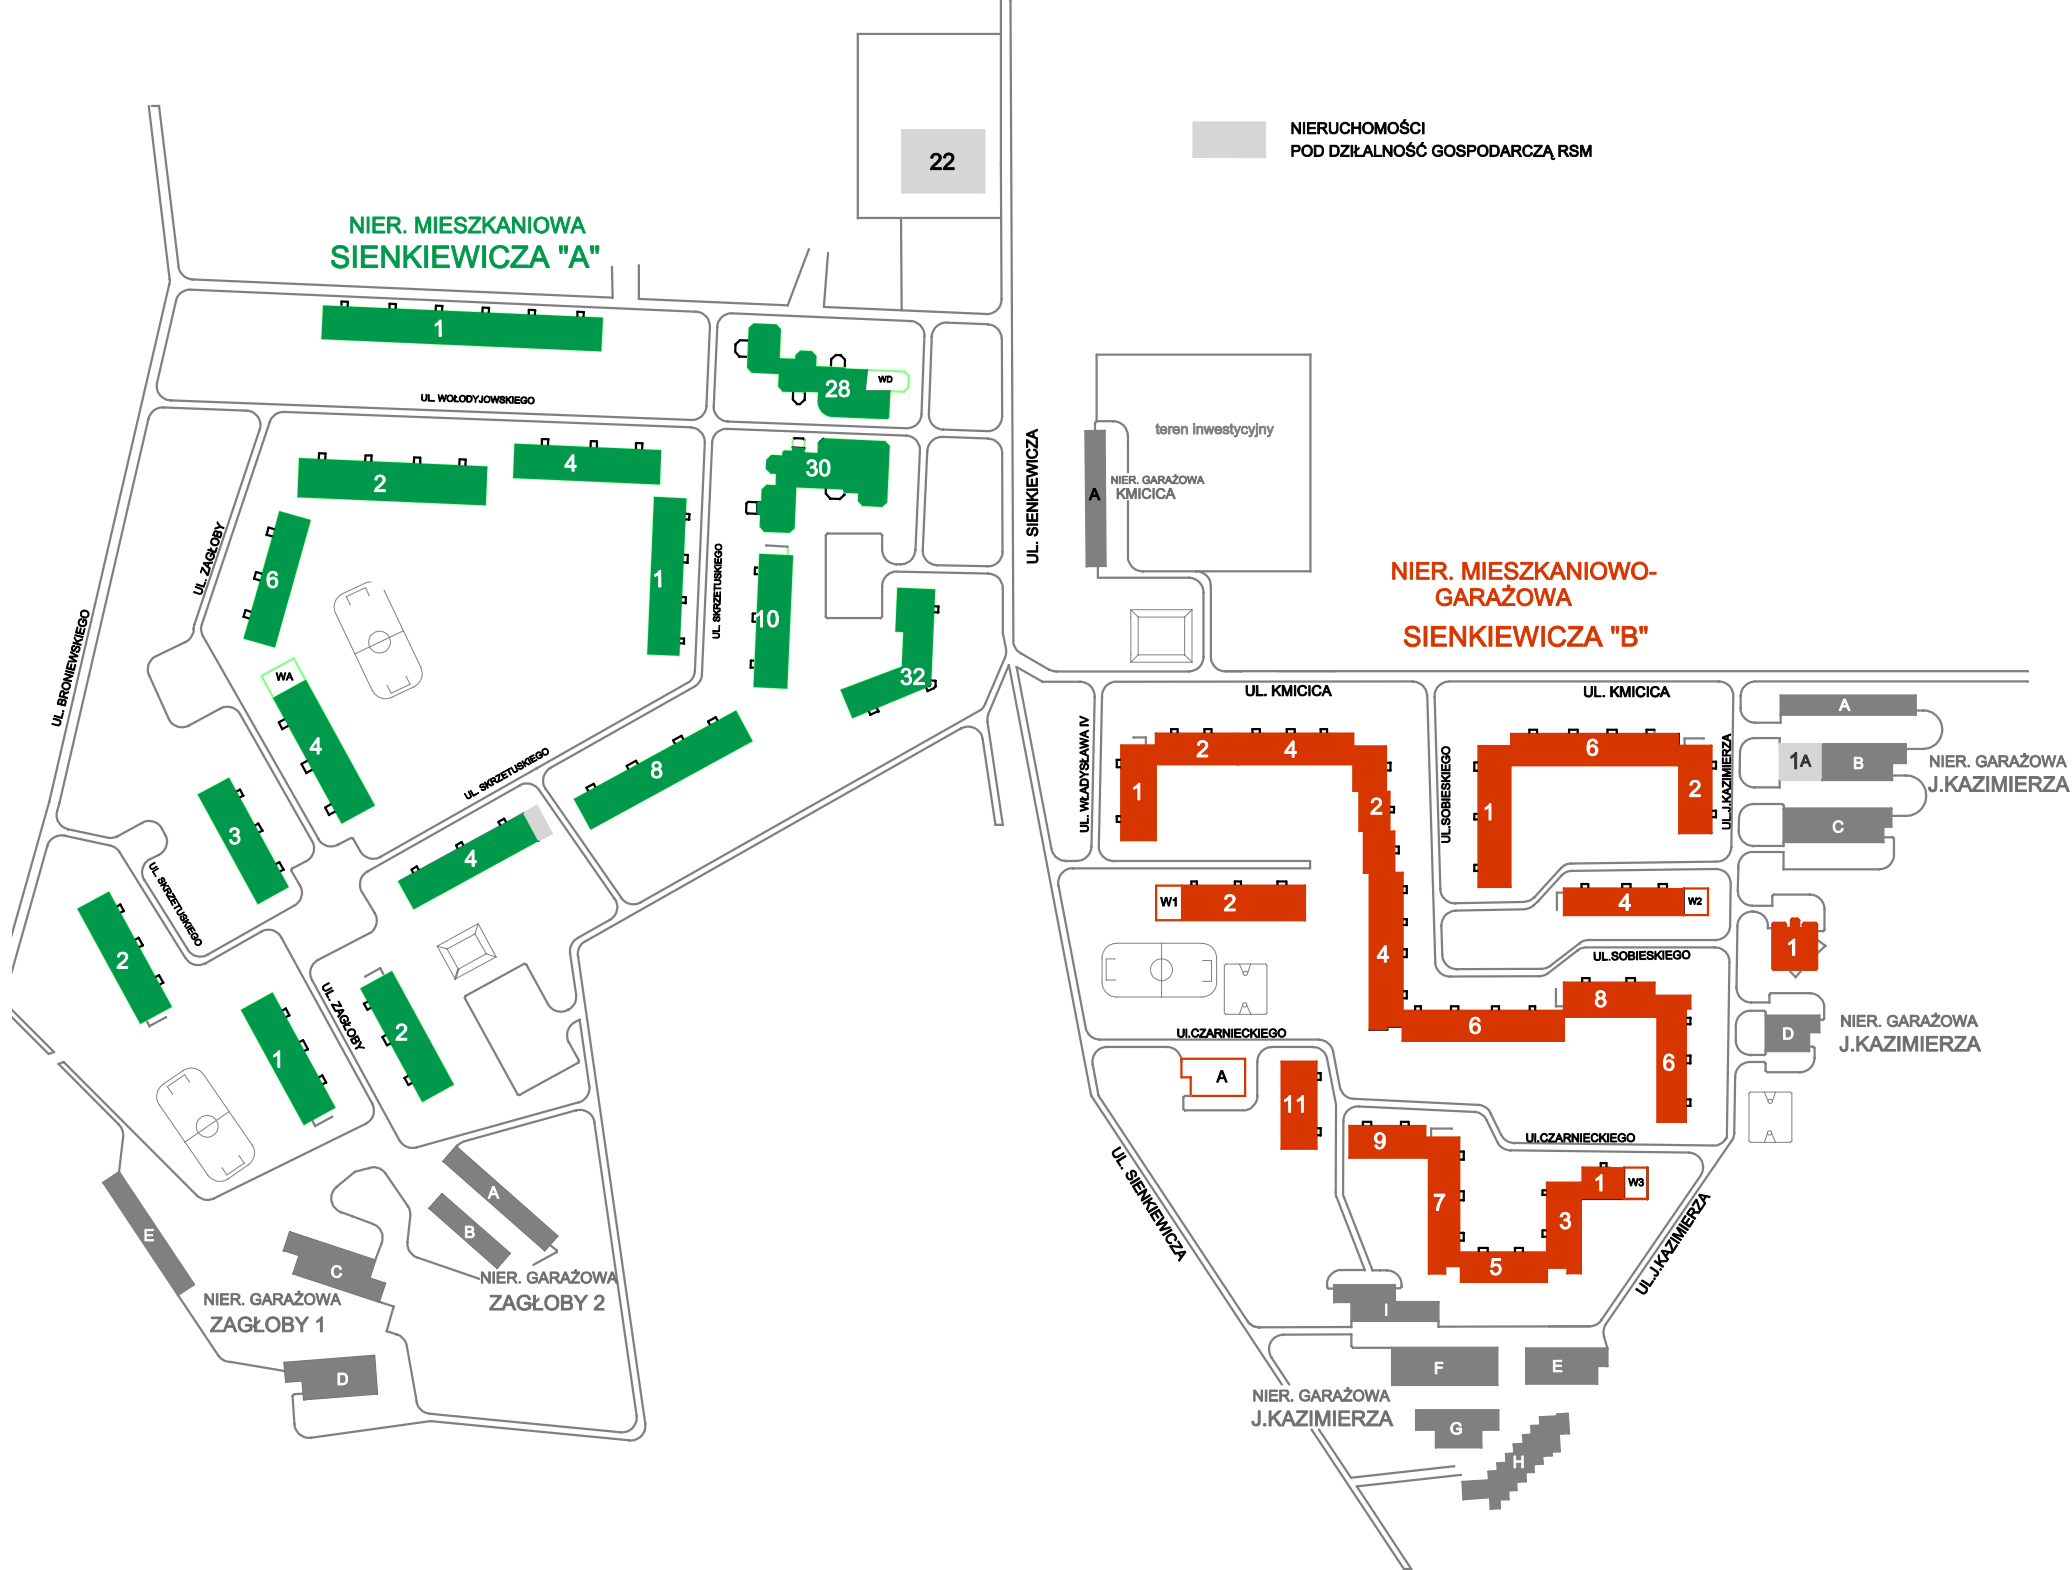 22
NIERUCHOMOŚCI
POD DZIŁALNOŚĆ GOSPODARCZĄ RSM
NIER. MIESZKANIOWA
SIENKIEWICZA "A"
1
28
WD
UL. WOŁODYJOWSKIEGO
teren inwestycyjny
4
30
2
UL. SIENKIEWICZA
NIER. GARAŻOWA
KMICICA
A
UL. ZAGŁOBY
6
1
UL. SKRZETUSKIEGO
10
NIER. MIESZKANIOWO-
GARAŻOWA
SIENKIEWICZA "B"
UL. BRONIEWSKIEGO
WA
32
4
8
UL. SKRZETUSKIEGO
UL. KMICICA
UL. KMICICA
UL. WŁADYSŁAWA IV
2
4
1
2
UL.SOBIESKIEGO
6
1
2
UL.J.KAZIMIERZA
A
1A
B
C
NIER. GARAŻOWA
J.KAZIMIERZA
3
4
UL. SKRZETUSKIEGO
2
W1
2
4
W2
4
1
UL.SOBIESKIEGO
1
2
UL. ZAGŁOBY
8
6
6
UL.CZARNIECKIEGO
D
NIER. GARAŻOWA
J.KAZIMIERZA
A
11
9
UL.CZARNIECKIEGO
7
1
W3
3
5
UL. SIENKIEWICZA
UL.J.KAZIMIERZA
A
B
E
C
NIER. GARAŻOWA
ZAGŁOBY 2
NIER. GARAŻOWA
ZAGŁOBY 1
D
I
F
E
NIER. GARAŻOWA
J.KAZIMIERZA
G
H